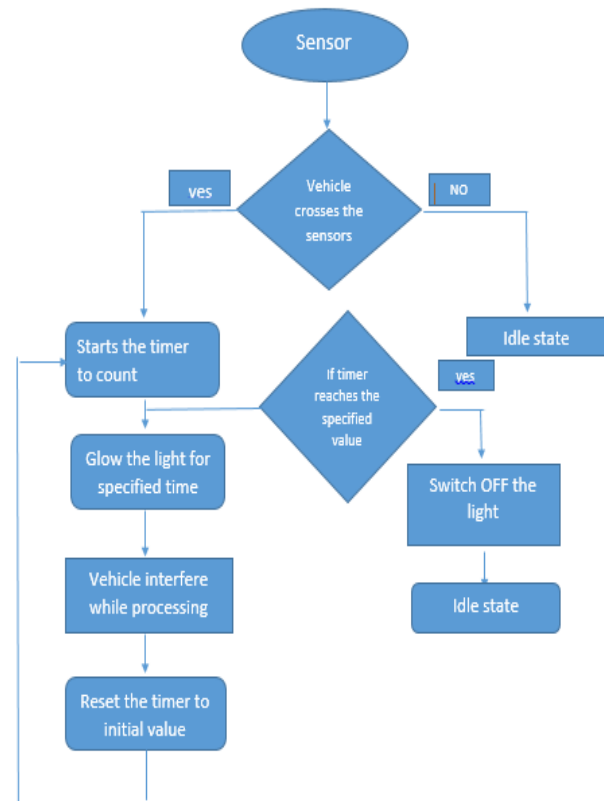 Sensor
Vehicle
crosses the
sensors
ves
NO
Idle state
Starts the timer
to count
If timer
reaches the
specified
value
ves
Glow the light for
specified time
Switch OFF the
light
Vehicle interfere
while processing
Idle state
Reset the timer to
initial value